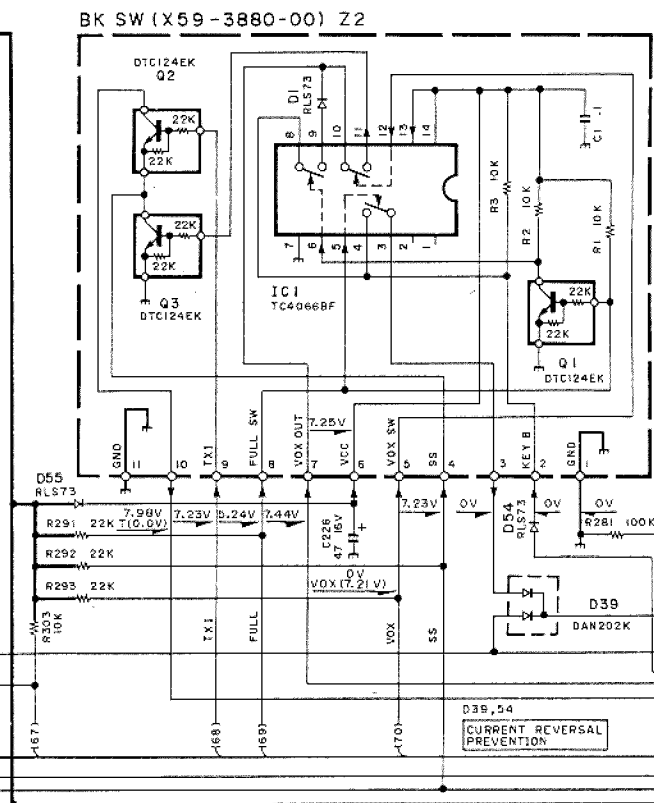 BK SW (X59-3880-00) Z2
DTC124EK
Q2
22K
22K
22K
22K
Q3
DTC124EK
D1
RLS73
8
9
10
11
12
13
14
7
6
5
4
3
2
1
IC1
TC4066BF
C1 .1
R3 10K
R2 10K
R1 10K
22K
22K
Q1
DTC124EK
GND
TX1
FULL SW
VOX OUT
7.25V
VCC
VOX SW
SS
KEY B
GND
11
10
9
8
7
6
5
4
3
2
1
D55
RLS73
7.98V
T(0.0V)
7.23V
5.24V
7.44V
C226
47 16V
+
7.23V
0V
D54
RLS73
0V
0V
R291 22K
R292 22K
R293 22K
R303
10K
R281 100K
0V
VOX(7.21V)
D39
DAN202K
TX1
FULL
VOX
SS
D39,54
CURRENT REVERSAL
PREVENTION
(67)
(68)
(69)
(70)